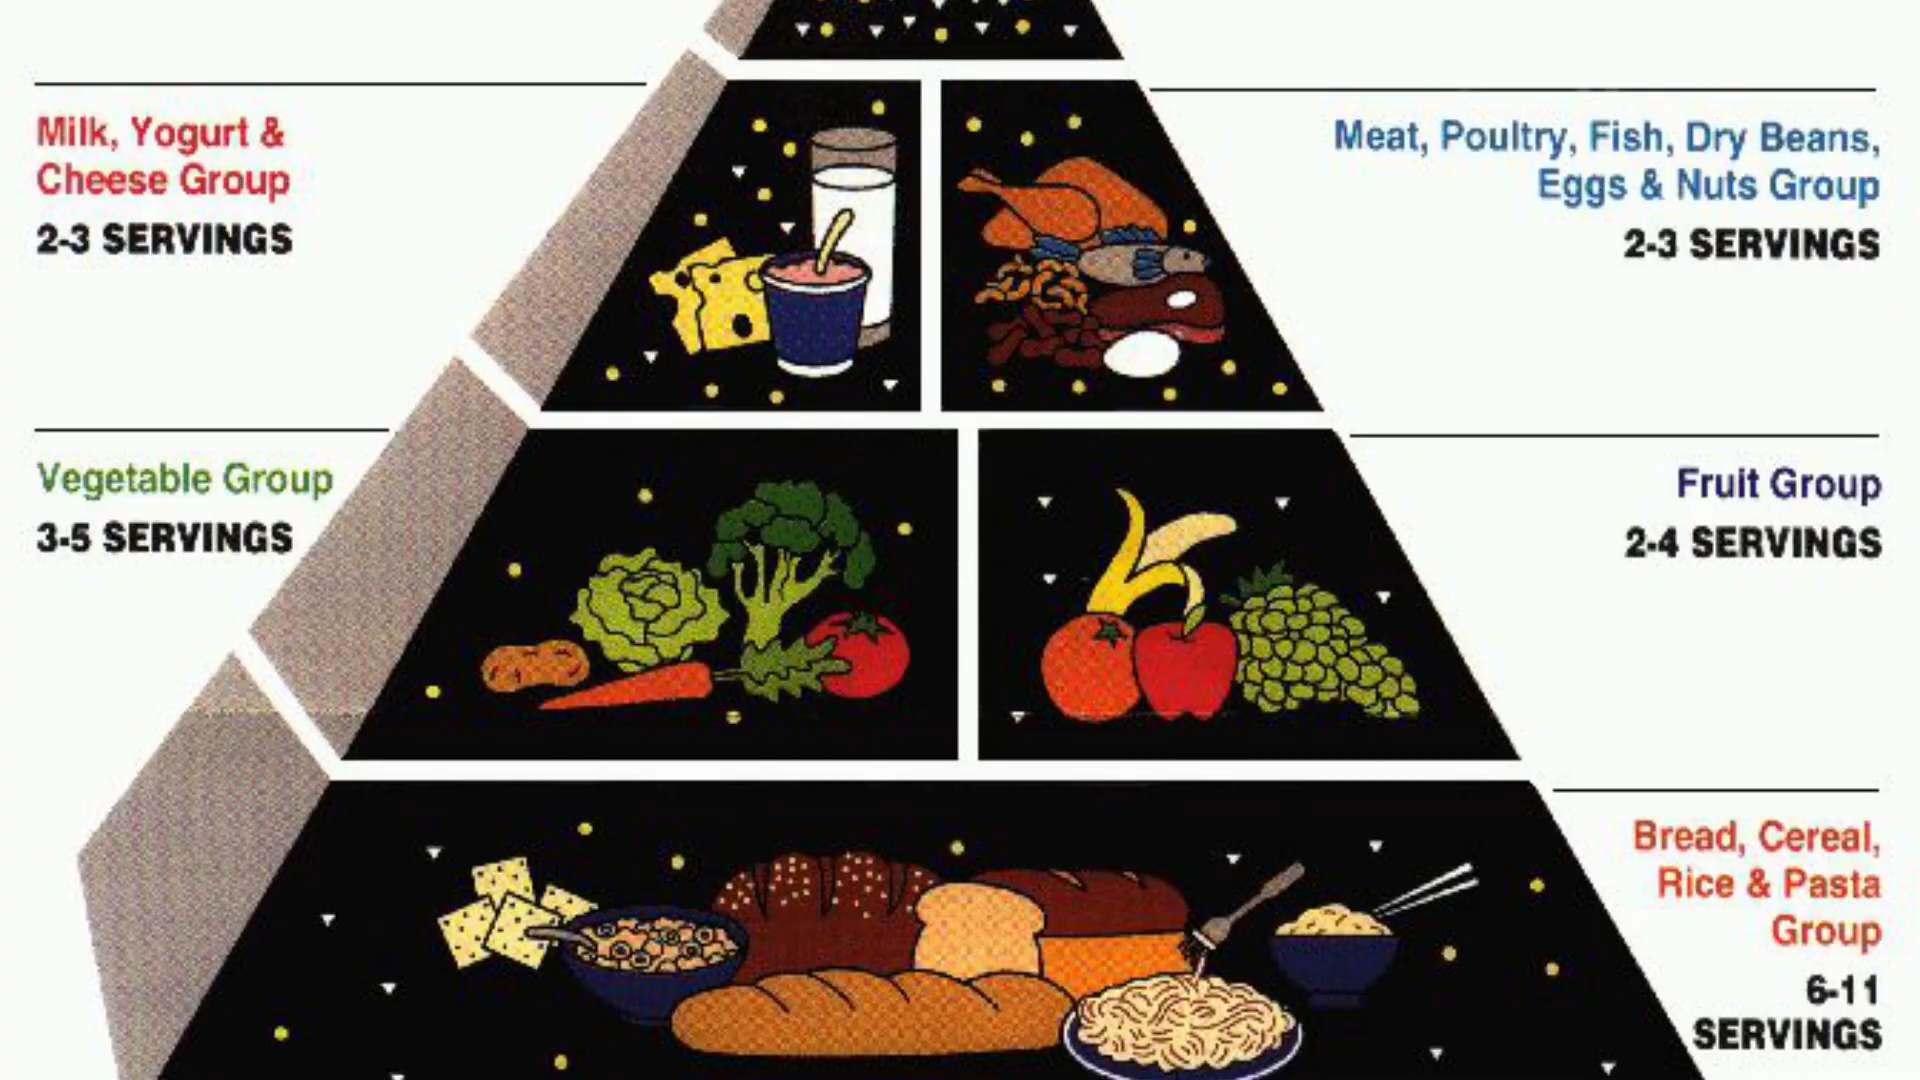 Milk, Yogurt &
Cheese Group
2-3 SERVINGS
Meat, Poultry, Fish, Dry Beans,
Eggs & Nuts Group
2-3 SERVINGS
Vegetable Group
3-5 SERVINGS
Fruit Group
2-4 SERVINGS
Bread, Cereal,
Rice & Pasta
Group
6-11
SERVINGS